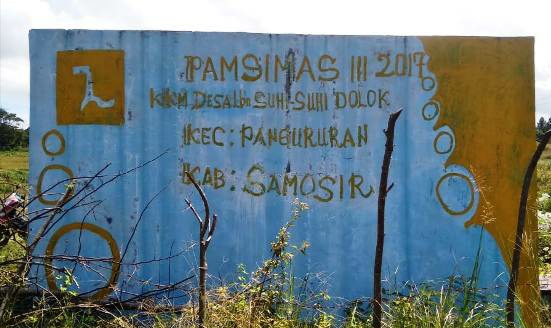 PAMSIMAS III 2017
KKM DESA Lbn SUHI-SUHI DOLOK
KEC: PANGURURAN
KAB: SAMOSIR